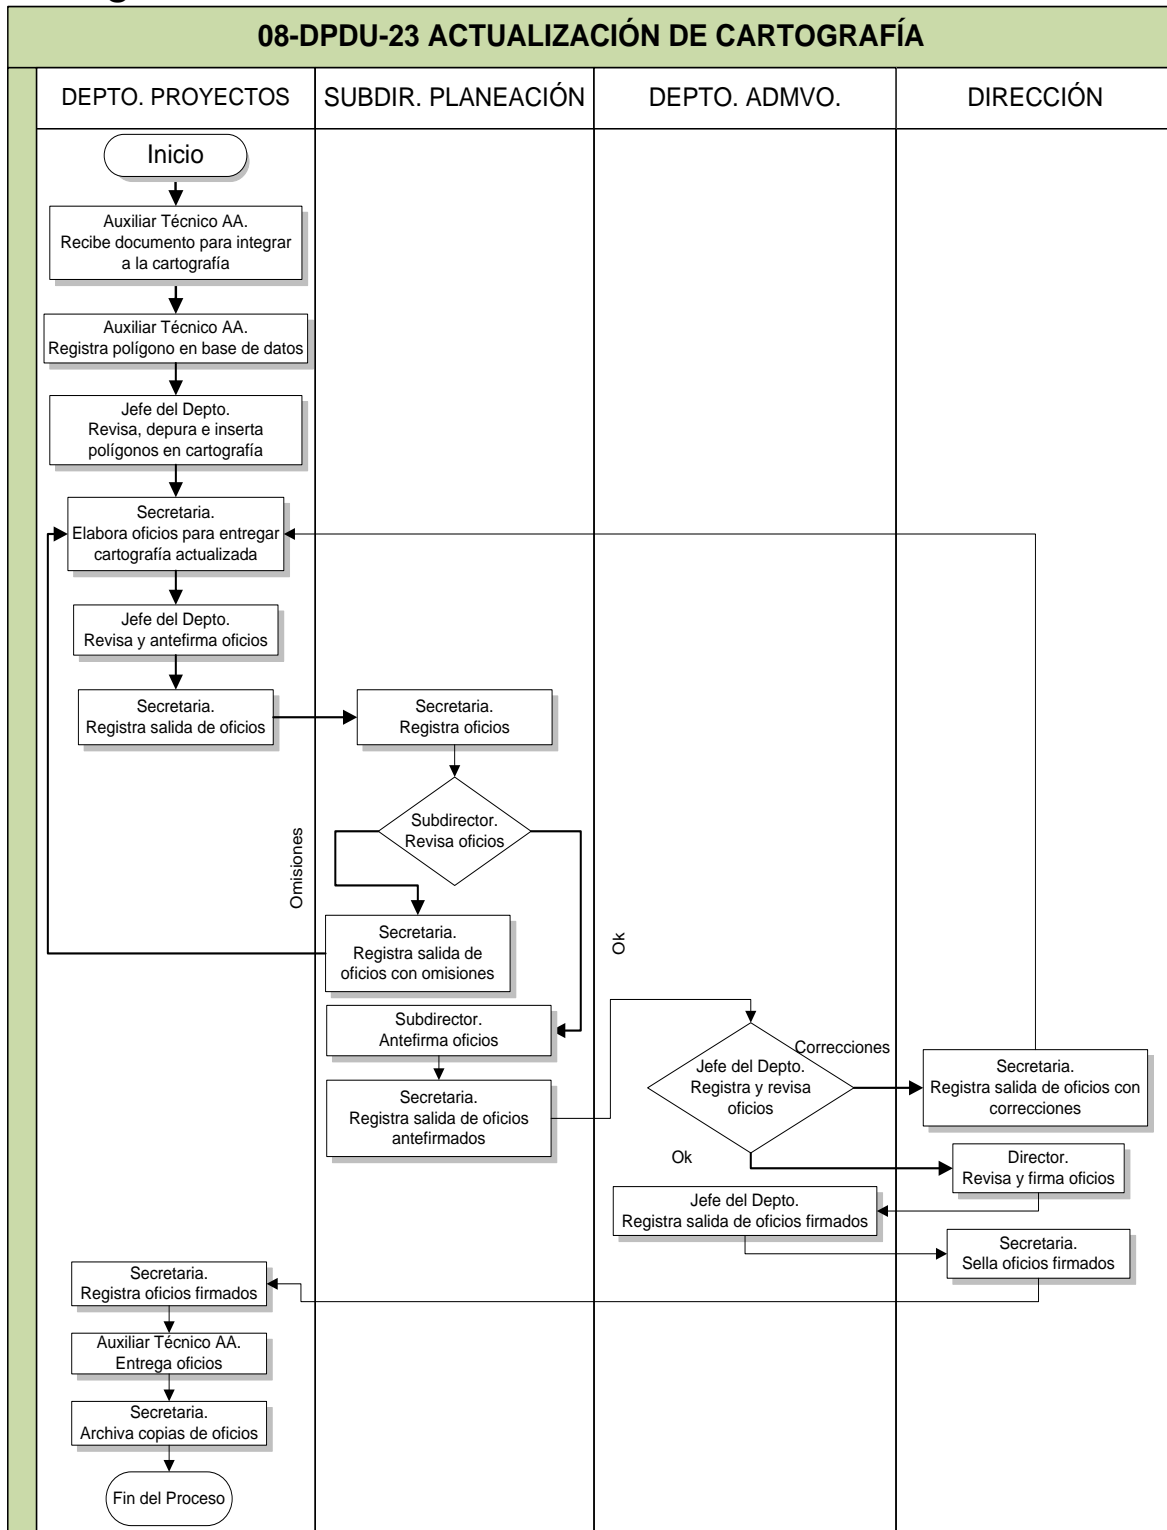 08-DPDU-23 ACTUALIZACIÓN DE CARTOGRAFÍA
DEPTO. PROYECTOS
SUBDIR. PLANEACIÓN
DEPTO. ADMVO.
DIRECCIÓN
Inicio
Auxiliar Técnico AA.
Recibe documento para integrar
a la cartografía
Auxiliar Técnico AA.
Registra polígono en base de datos
Jefe del Depto.
Revisa, depura e inserta
polígonos en cartografía
Secretaria.
Elabora oficios para entregar
cartografía actualizada
Jefe del Depto.
Revisa y antefirma oficios
Secretaria.
Registra salida de oficios
Secretaria.
Registra oficios
Subdirector.
Revisa oficios
Omisiones
Secretaria.
Registra salida de
oficios con omisiones
Ok
Subdirector.
Antefirma oficios
Secretaria.
Registra salida de oficios
antefirmados
Jefe del Depto.
Registra y revisa
oficios
Correcciones
Secretaria.
Registra salida de oficios con
correcciones
Ok
Director.
Revisa y firma oficios
Jefe del Depto.
Registra salida de oficios firmados
Secretaria.
Sella oficios firmados
Secretaria.
Registra oficios firmados
Auxiliar Técnico AA.
Entrega oficios
Secretaria.
Archiva copias de oficios
Fin del Proceso